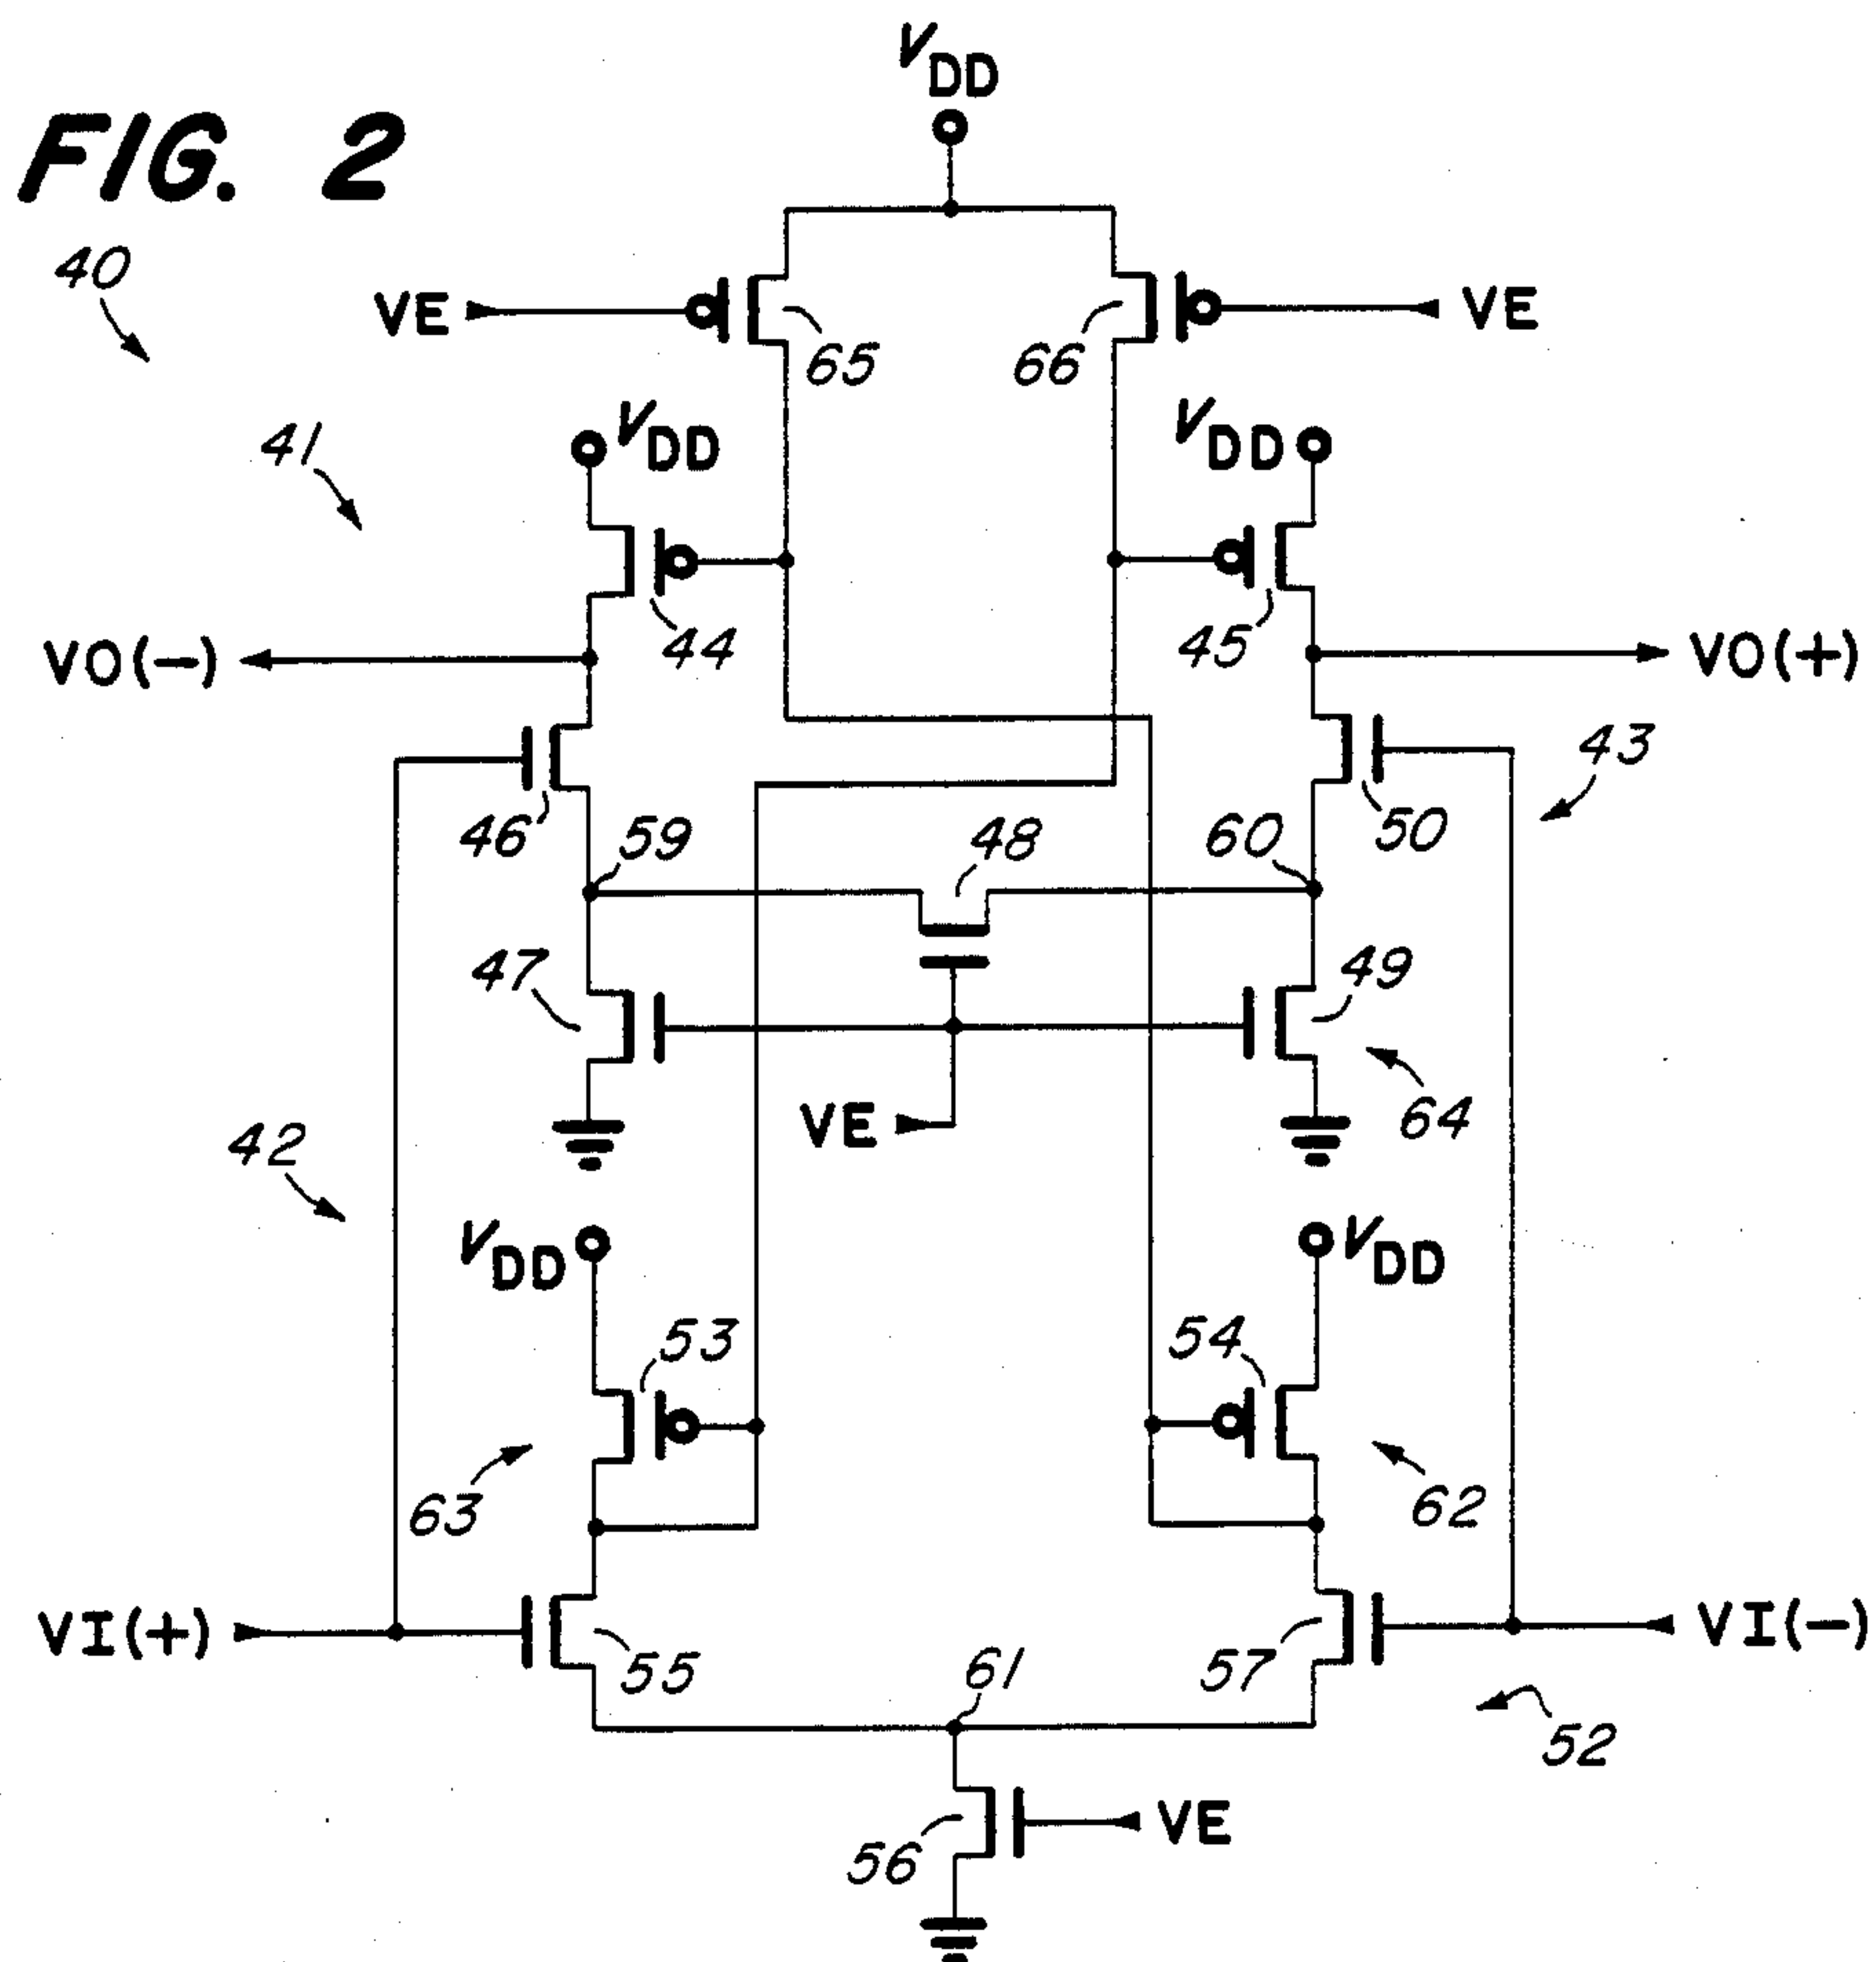 V_DD
FIG. 2
40
VE
VE
65
66
41
V_DD
V_DD
44
45
VO(−)
VO(+)
43
46
59
48
60
50
47
49
VE
64
42
V_DD
V_DD
53
54
63
62
VI(+)
VI(−)
55
61
57
52
VE
56